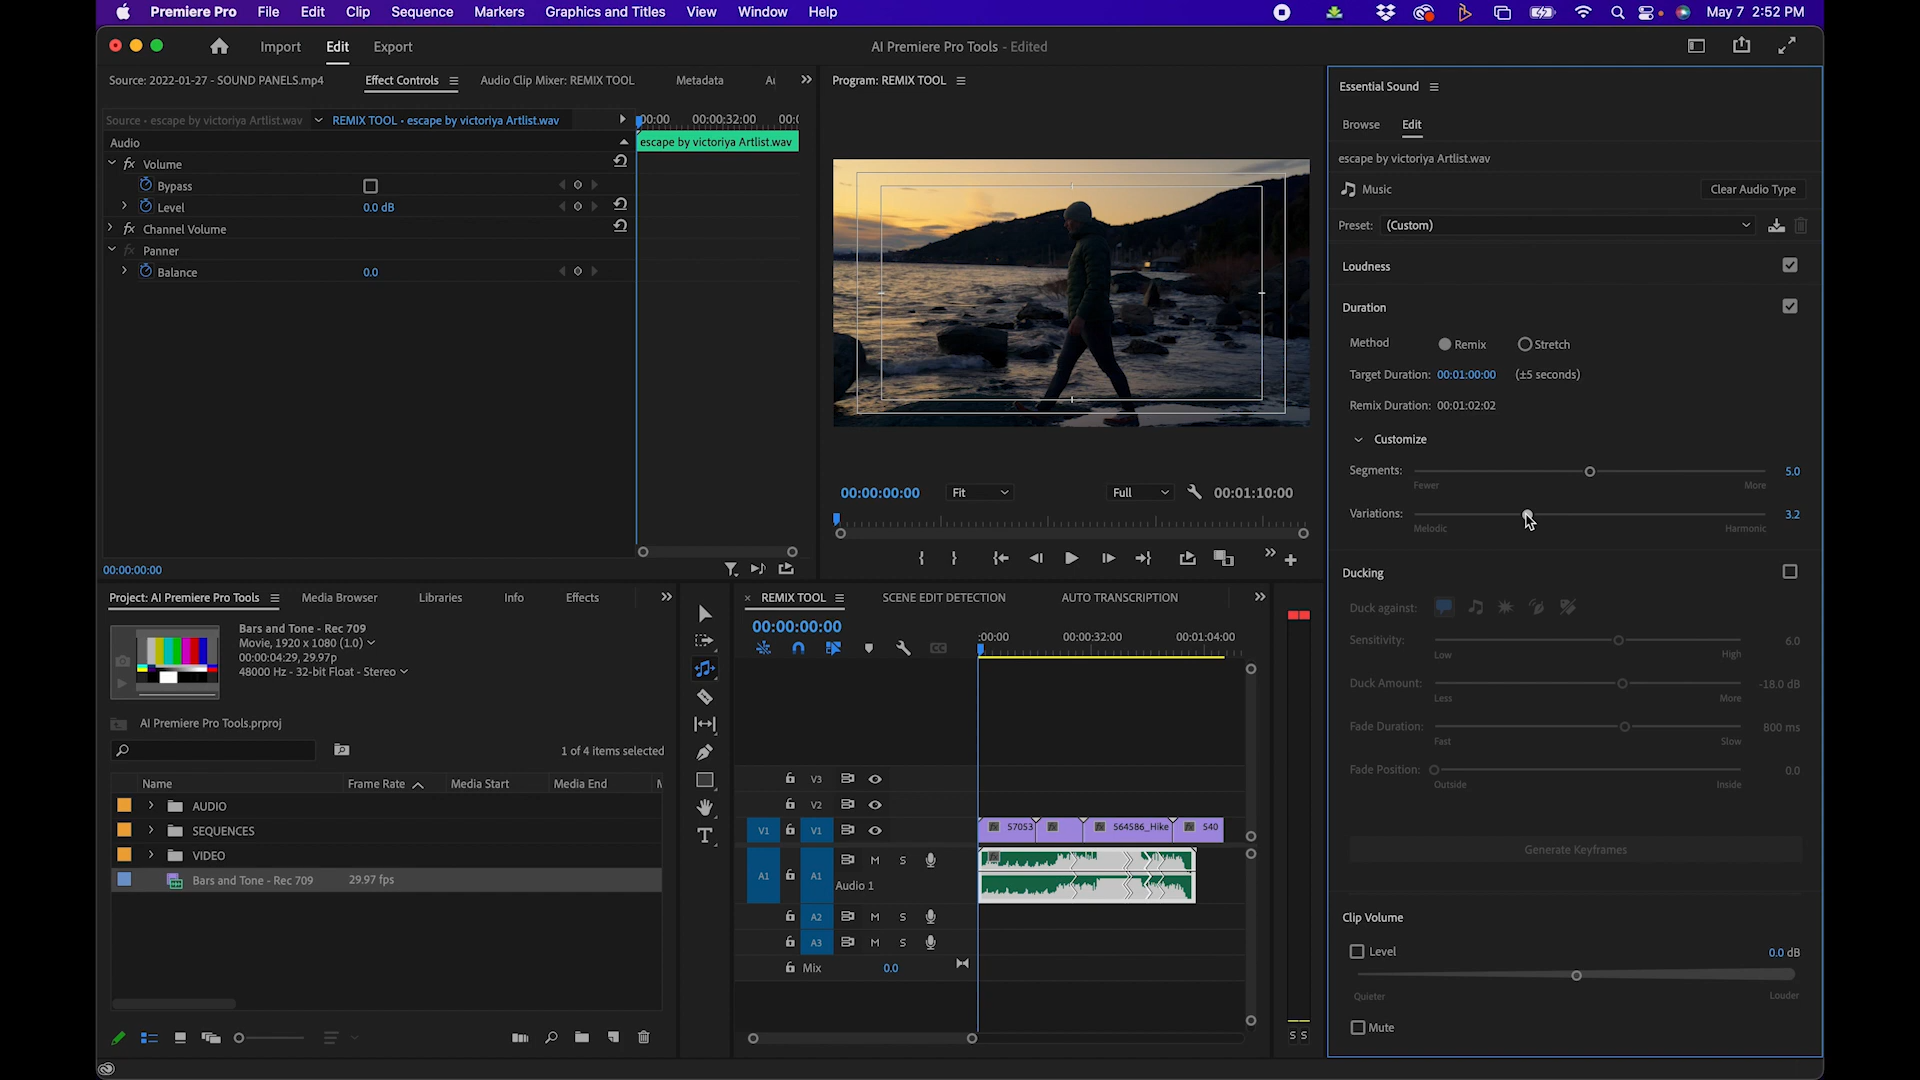 Premiere Pro File Edit Clip Sequence Markers Graphics and Titles View Window Help May 7 2:52 PM
Import Edit Export AI Premiere Pro Tools - Edited
Source: 2022-01-27 - SOUND PANELS.mp4 Effect Controls Audio Clip Mixer: REMIX TOOL Metadata
Source • escape by victoriya Artlist.wav REMIX TOOL • escape by victoriya Artlist.wav
:00:00 00:00:32:00 00:(
Audio
escape by victoriya Artlist.wav
fx Volume
Bypass
Level 0.0 dB
fx Channel Volume
fx Panner
Balance 0.0
00:00:00:00
Program: REMIX TOOL
00:00:00:00 Fit Full 00:01:10:00
Essential Sound
Browse Edit
escape by victoriya Artlist.wav
Music Clear Audio Type
Preset: (Custom)
Loudness
Duration
Method Remix Stretch
Target Duration: 00:01:00:00 (±5 seconds)
Remix Duration: 00:01:02:02
Customize
Segments: 5.0
Fewer More
Variations: 3.2
Melodic Harmonic
Ducking
Duck against:
Sensitivity: 6.0
Low High
Duck Amount: -18.0 dB
Less More
Fade Duration: 800 ms
Fast Slow
Fade Position: 0.0
Outside Inside
Generate Keyframes
Clip Volume
Level 0.0 dB
Quieter Louder
Mute
Project: AI Premiere Pro Tools Media Browser Libraries Info Effects
Bars and Tone - Rec 709
Movie, 1920 x 1080 (1.0)
00:00:04:29, 29.97p
48000 Hz - 32-bit Float - Stereo
AI Premiere Pro Tools.prproj
1 of 4 items selected
Name Frame Rate Media Start Media End
AUDIO
SEQUENCES
VIDEO
Bars and Tone - Rec 709 29.97 fps
REMIX TOOL SCENE EDIT DETECTION AUTO TRANSCRIPTION
00:00:00:00
:00:00 00:00:32:00 00:01:04:00
V3
V2
V1 V1 fx 57053 fx fx 564586_Hike fx 540
A1 A1 M S
Audio 1
A2 M S
A3 M S
Mix 0.0
S S